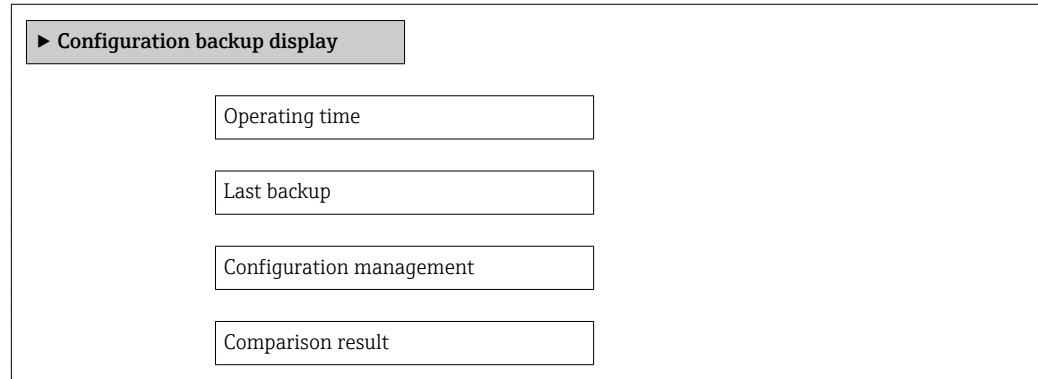 ▶ Configuration backup display
Operating time
Last backup
Configuration management
Comparison result